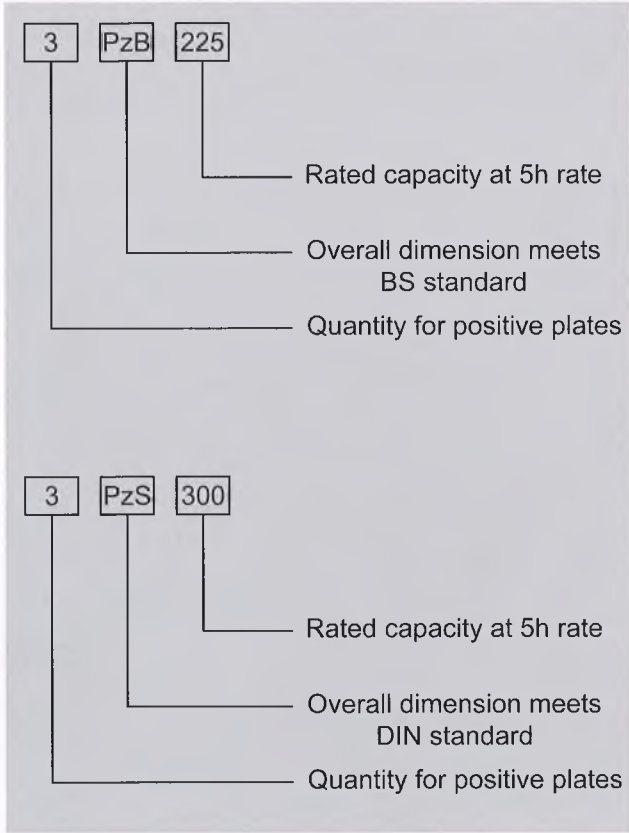 3 PzB 225
Rated capacity at 5h rate
Overall dimension meets
BS standard
Quantity for positive plates
3 PzS 300
Rated capacity at 5h rate
Overall dimension meets
DIN standard
Quantity for positive plates